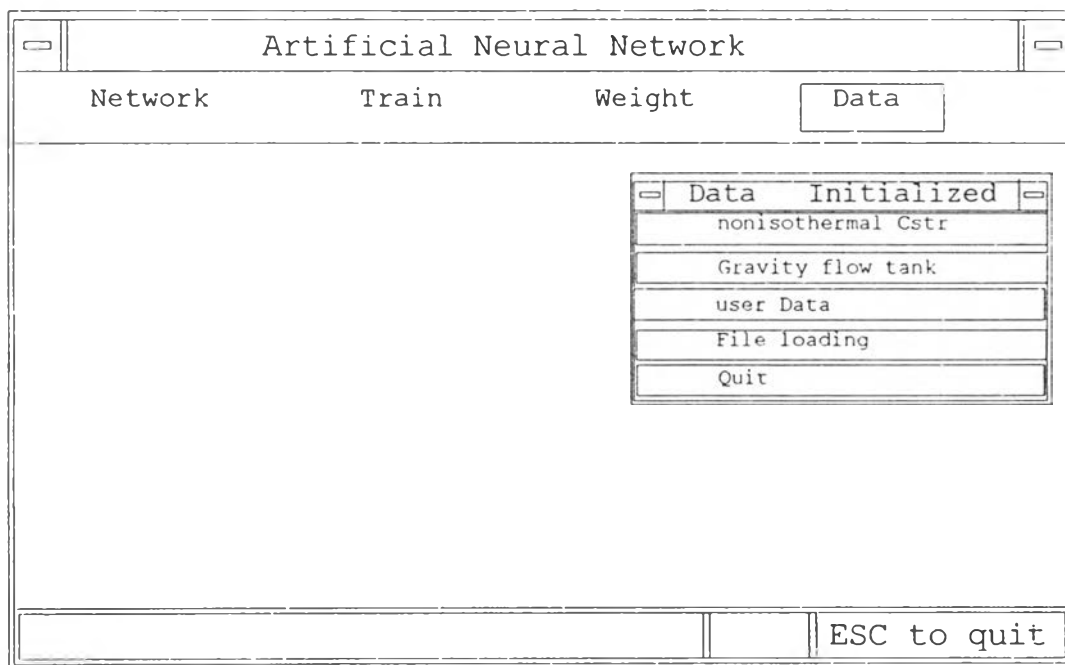 Artificial Neural Network
Network Train Weight Data
Data Initialized
nonisothermal Cstr
Gravity flow tank
user Data
File loading
Quit
ESC to quit